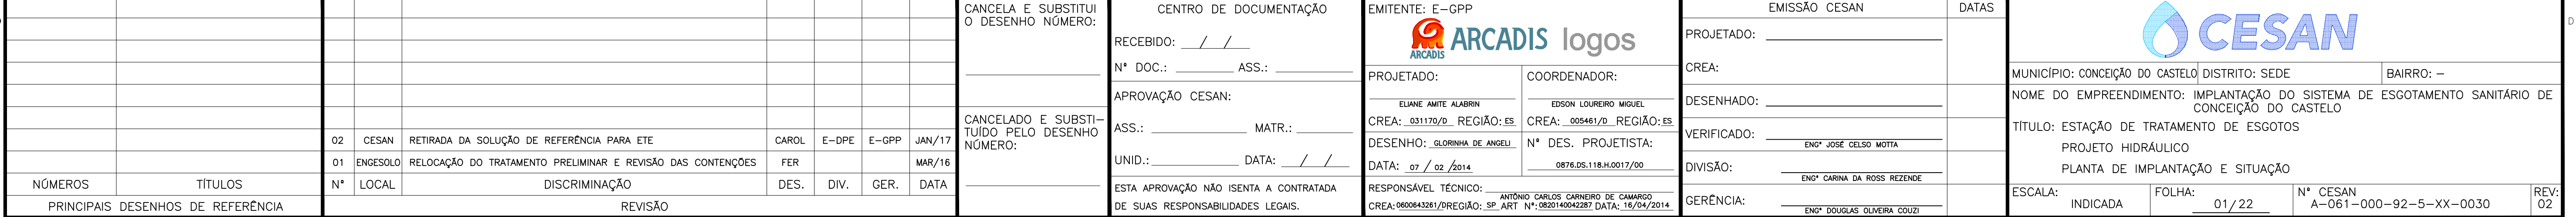 02 CESAN RETIRADA DA SOLUÇÃO DE REFERÊNCIA PARA ETE CAROL E-DPE E-GPP JAN/17
01 ENGESOLO RELOCAÇÃO DO TRATAMENTO PRELIMINAR E REVISÃO DAS CONTENÇÕES FER MAR/16
NÚMEROS TÍTULOS N° LOCAL DISCRIMINAÇÃO DES. DIV. GER. DATA
PRINCIPAIS DESENHOS DE REFERÊNCIA REVISÃO
CANCELA E SUBSTITUI
O DESENHO NÚMERO:
CANCELADO E SUBSTI-
TUÍDO PELO DESENHO
NÚMERO:
CENTRO DE DOCUMENTAÇÃO
RECEBIDO: / /
N° DOC.: ASS.:
APROVAÇÃO CESAN:
ASS.: MATR.:
UNID.: DATA: / /
ESTA APROVAÇÃO NÃO ISENTA A CONTRATADA
DE SUAS RESPONSABILIDADES LEGAIS.
EMITENTE: E-GPP
ARCADIS ARCADIS logos
PROJETADO: COORDENADOR:
ELIANE AMITE ALABRIN EDSON LOUREIRO MIGUEL
CREA: 031170/D REGIÃO: ES CREA: 005461/D REGIÃO: ES
DESENHO: GLORINHA DE ANGELI N° DES. PROJETISTA:
DATA: 07 / 02 /2014 0876.DS.118.H.0017/00
RESPONSÁVEL TÉCNICO:
ANTÔNIO CARLOS CARNEIRO DE CAMARGO
CREA: 0600643261/D REGIÃO: SP ART N°: 0820140042287 DATA: 16/04/2014
EMISSÃO CESAN DATAS
PROJETADO:
CREA:
DESENHADO:
VERIFICADO:
ENG° JOSÉ CELSO MOTTA
DIVISÃO:
ENGª CARINA DA ROSS REZENDE
GERÊNCIA:
ENG° DOUGLAS OLIVEIRA COUZI
CESAN
MUNICÍPIO: CONCEIÇÃO DO CASTELO DISTRITO: SEDE BAIRRO: –
NOME DO EMPREENDIMENTO: IMPLANTAÇÃO DO SISTEMA DE ESGOTAMENTO SANITÁRIO DE
CONCEIÇÃO DO CASTELO
TÍTULO: ESTAÇÃO DE TRATAMENTO DE ESGOTOS
PROJETO HIDRÁULICO
PLANTA DE IMPLANTAÇÃO E SITUAÇÃO
ESCALA: FOLHA: N° CESAN REV:
INDICADA 01/22 A-061-000-92-5-XX-0030 02
D